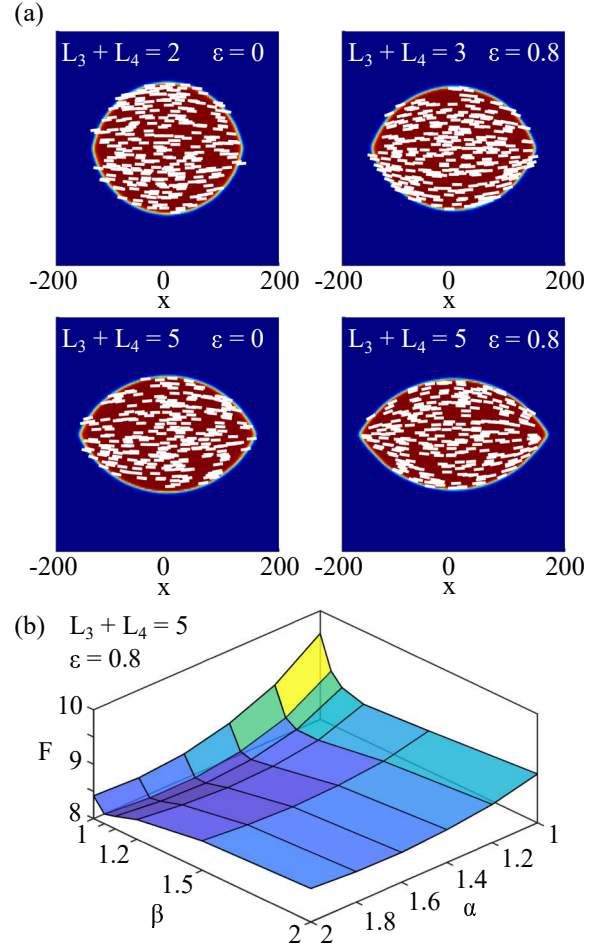 (a)
L₃ + L₄ = 2 ε = 0
L₃ + L₄ = 3 ε = 0.8
-200 0 200
x
-200 0 200
x
L₃ + L₄ = 5 ε = 0
L₃ + L₄ = 5 ε = 0.8
-200 0 200
x
-200 0 200
x
(b) L₃ + L₄ = 5
ε = 0.8
10
F
9
8
1
1.2
1.5
2
β
2
1.8
1.6
1.4
1.2
1
α